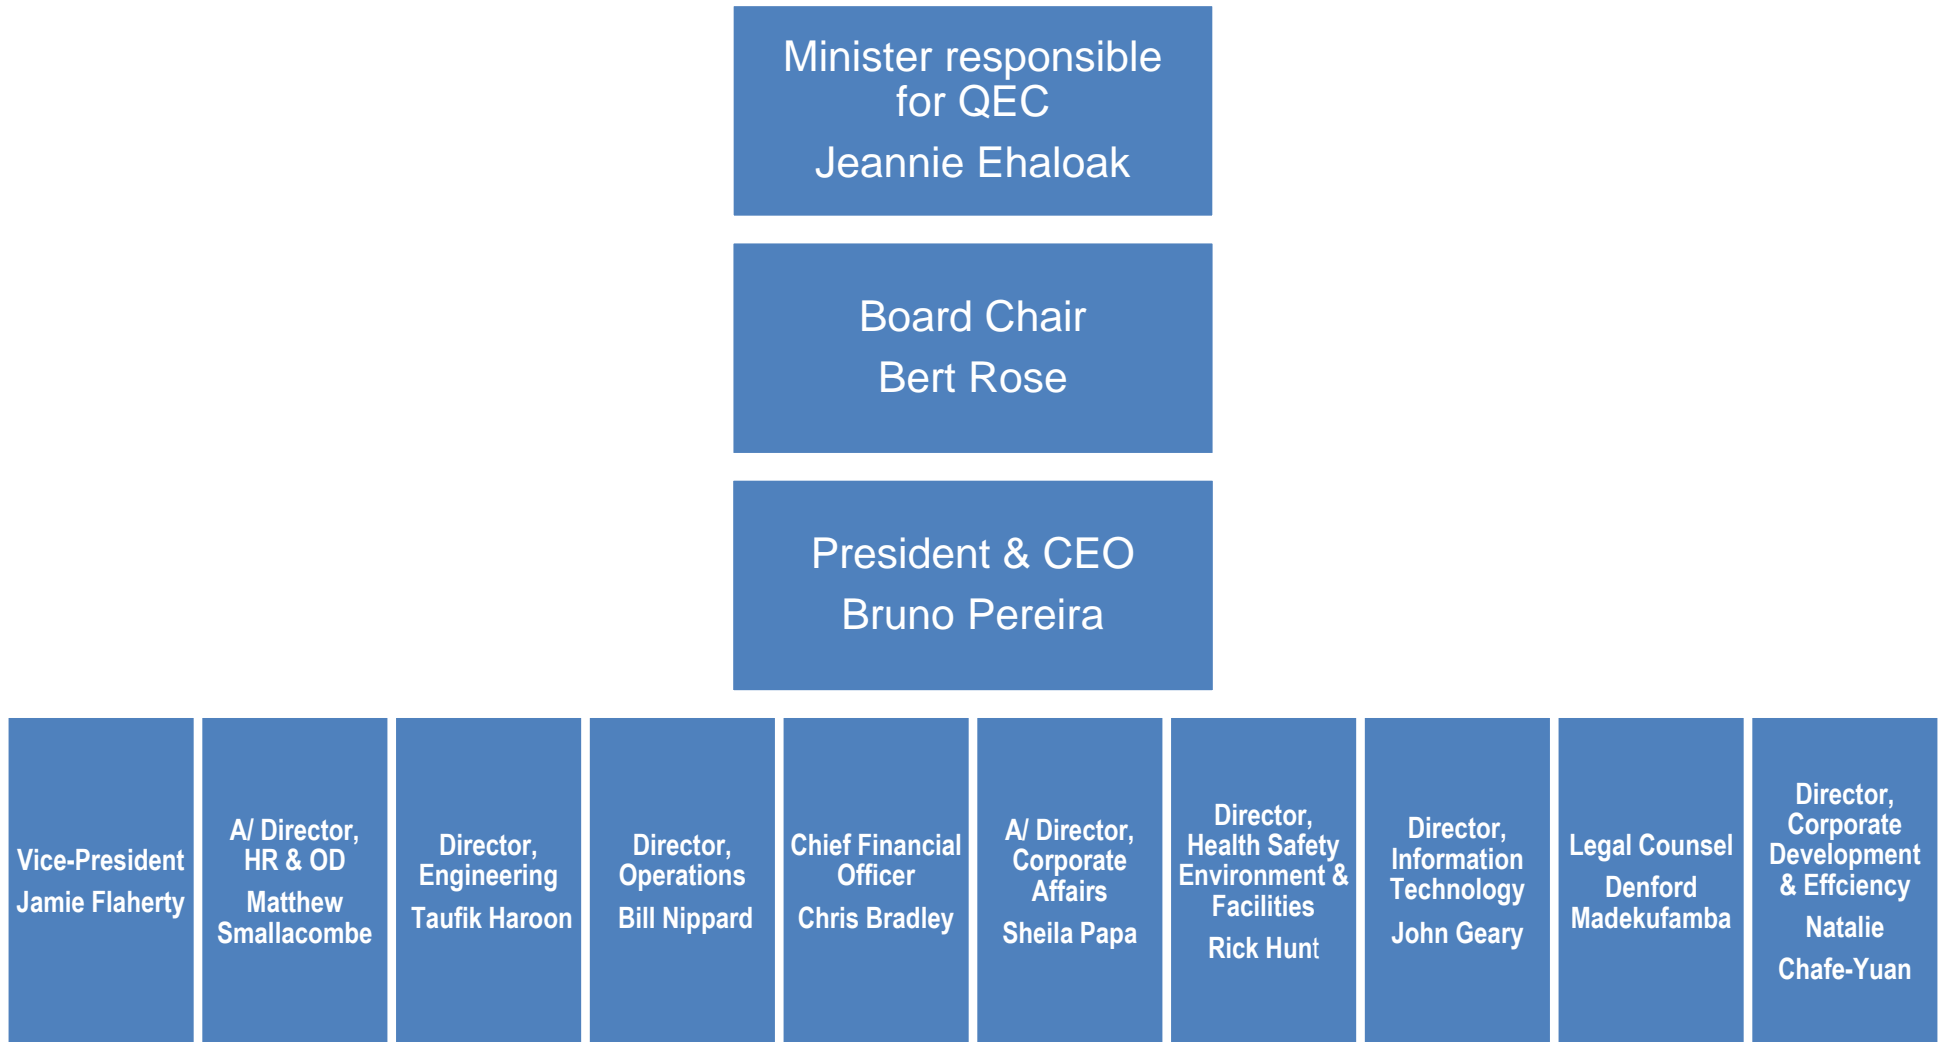 Minister responsible
for QEC
Jeannie Ehaloak
Board Chair
Bert Rose
President & CEO
Bruno Pereira
Vice-President
Jamie Flaherty
A/ Director,
HR & OD
Matthew
Smallacombe
Director,
Engineering
Taufik Haroon
Director,
Operations
Bill Nippard
Chief Financial
Officer
Chris Bradley
A/ Director,
Corporate
Affairs
Sheila Papa
Director,
Health Safety
Environment &
Facilities
Rick Hunt
Director,
Information
Technology
John Geary
Legal Counsel
Denford
Madekufamba
Director,
Corporate
Development
& Effciency
Natalie
Chafe-Yuan